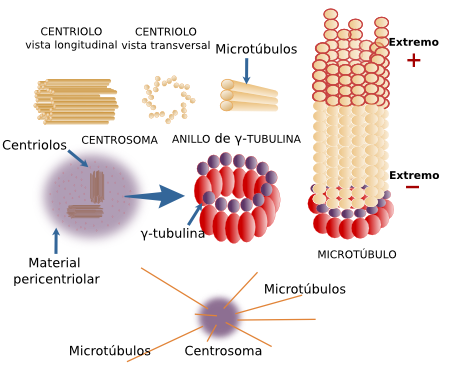 CENTRIOLO
vista longitudinal
CENTRIOLO
vista transversal
Microtúbulos
Extremo
+
Centriolos
CENTROSOMA
ANILLO de γ-TUBULINA
Extremo
−
γ-tubulina
MICROTÚBULO
Material
pericentriolar
Microtúbulos
Microtúbulos
Centrosoma